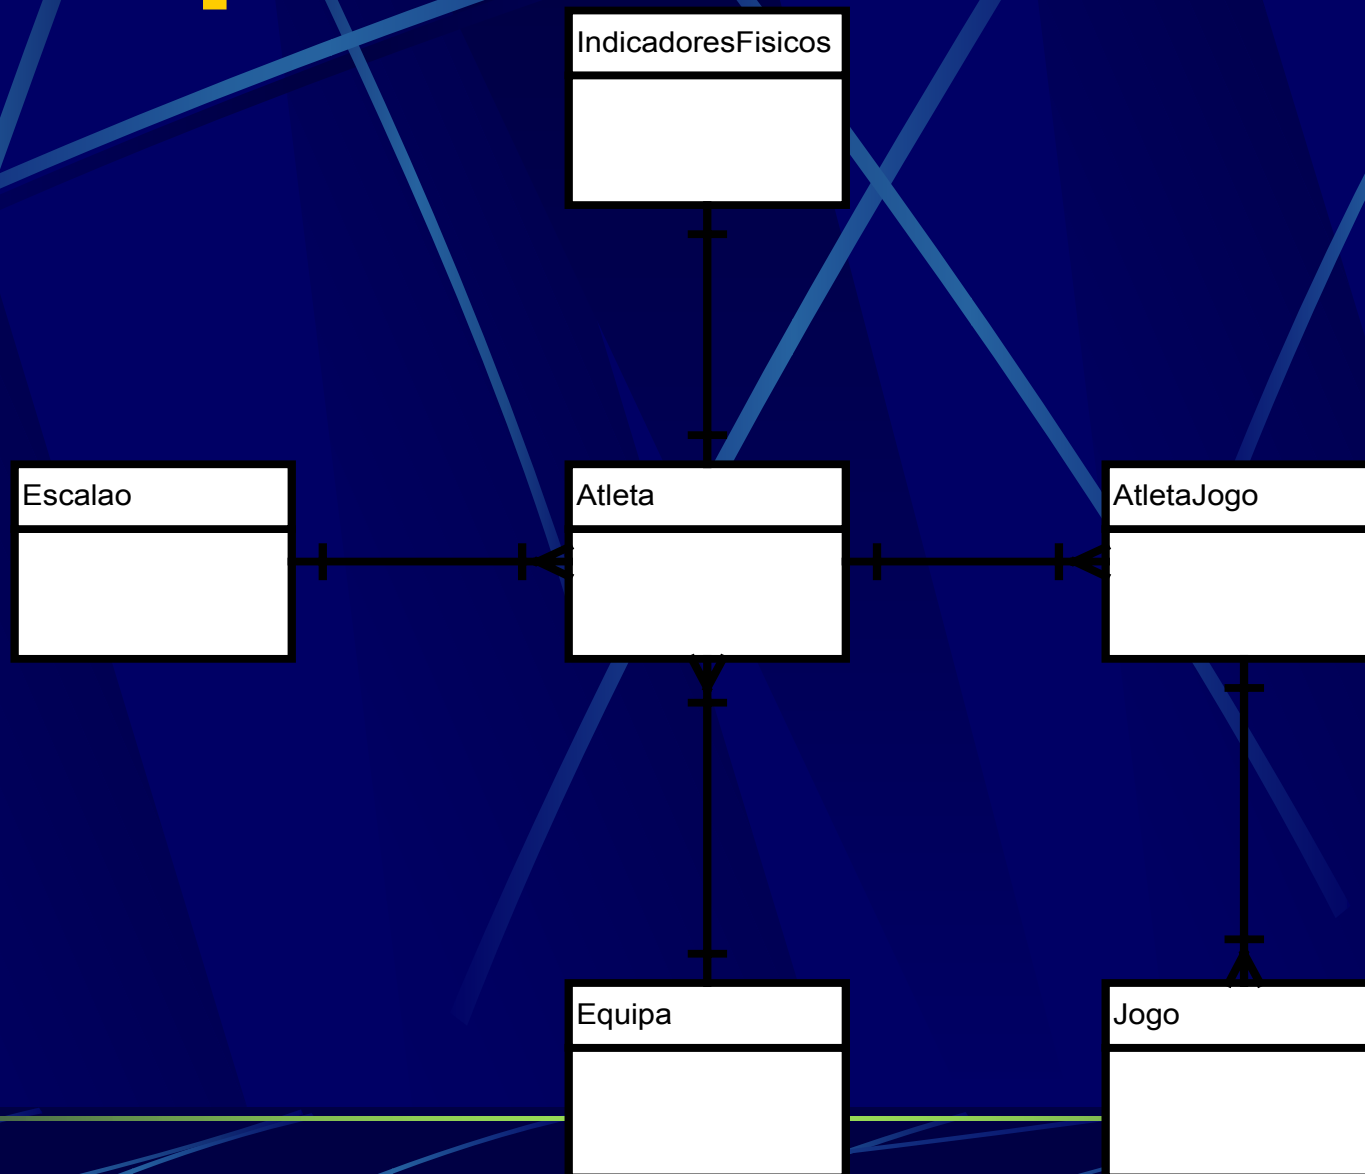 IndicadoresFisicos
Escalao
Atleta
AtletaJogo
Equipa
Jogo